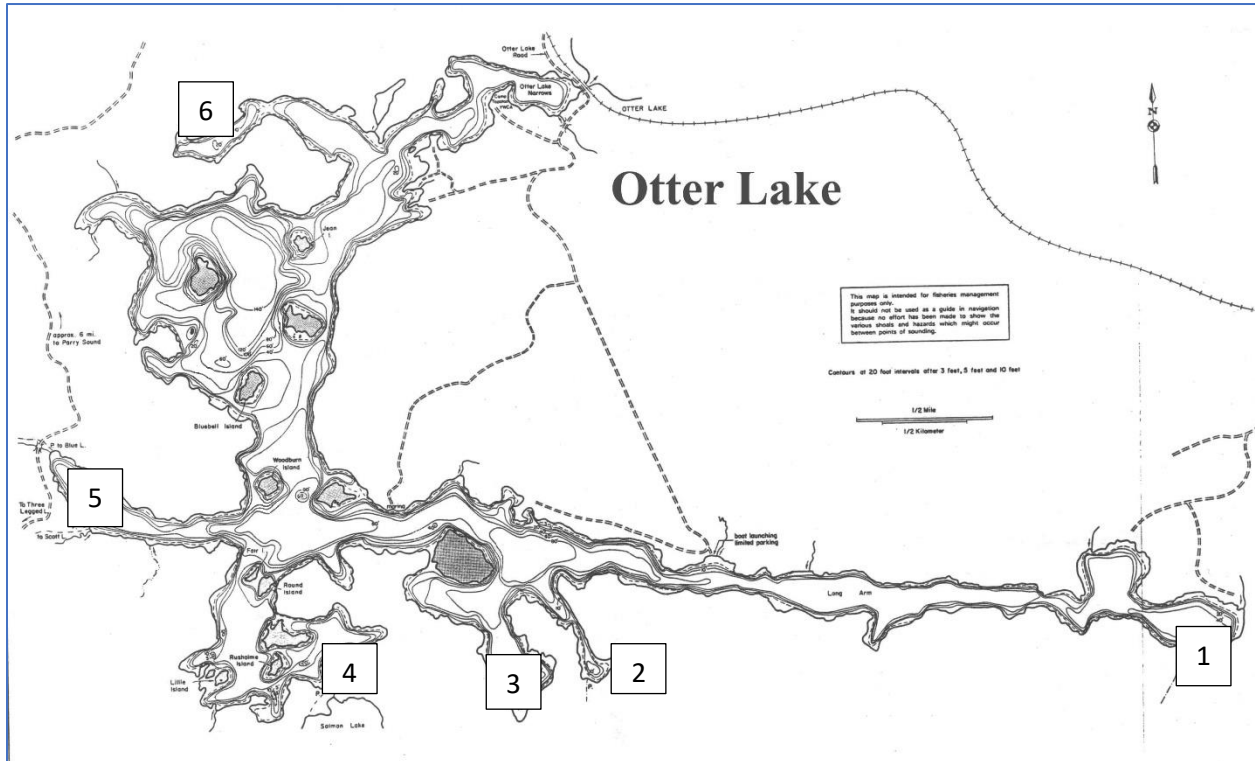 Otter Lake
Road
Otter Lake
Narrows
YMCA
OTTER LAKE
N
6
Otter Lake
Jean
I.
This map is intended for fisheries management
purposes only.
It should not be used as a guide in navigation
because no effort has been made to show the
various shoals and hazards which might occur
between points of sounding.
approx. 6 mi.
to Parry Sound
Contours at 20 foot intervals after 3 feet, 5 feet and 10 feet
1/2 Mile
1/2 Kilometer
Bluebell Island
P. to Blue L.
Woodburn
Island
5
To Three
Legged L.
to Scott L.
marina
boat launching
limited parking
Fair I.
Round
Island
Long Arm
Rusholme
Island
Little
Island
4
3
2
1
P.
P.
Salmon Lake